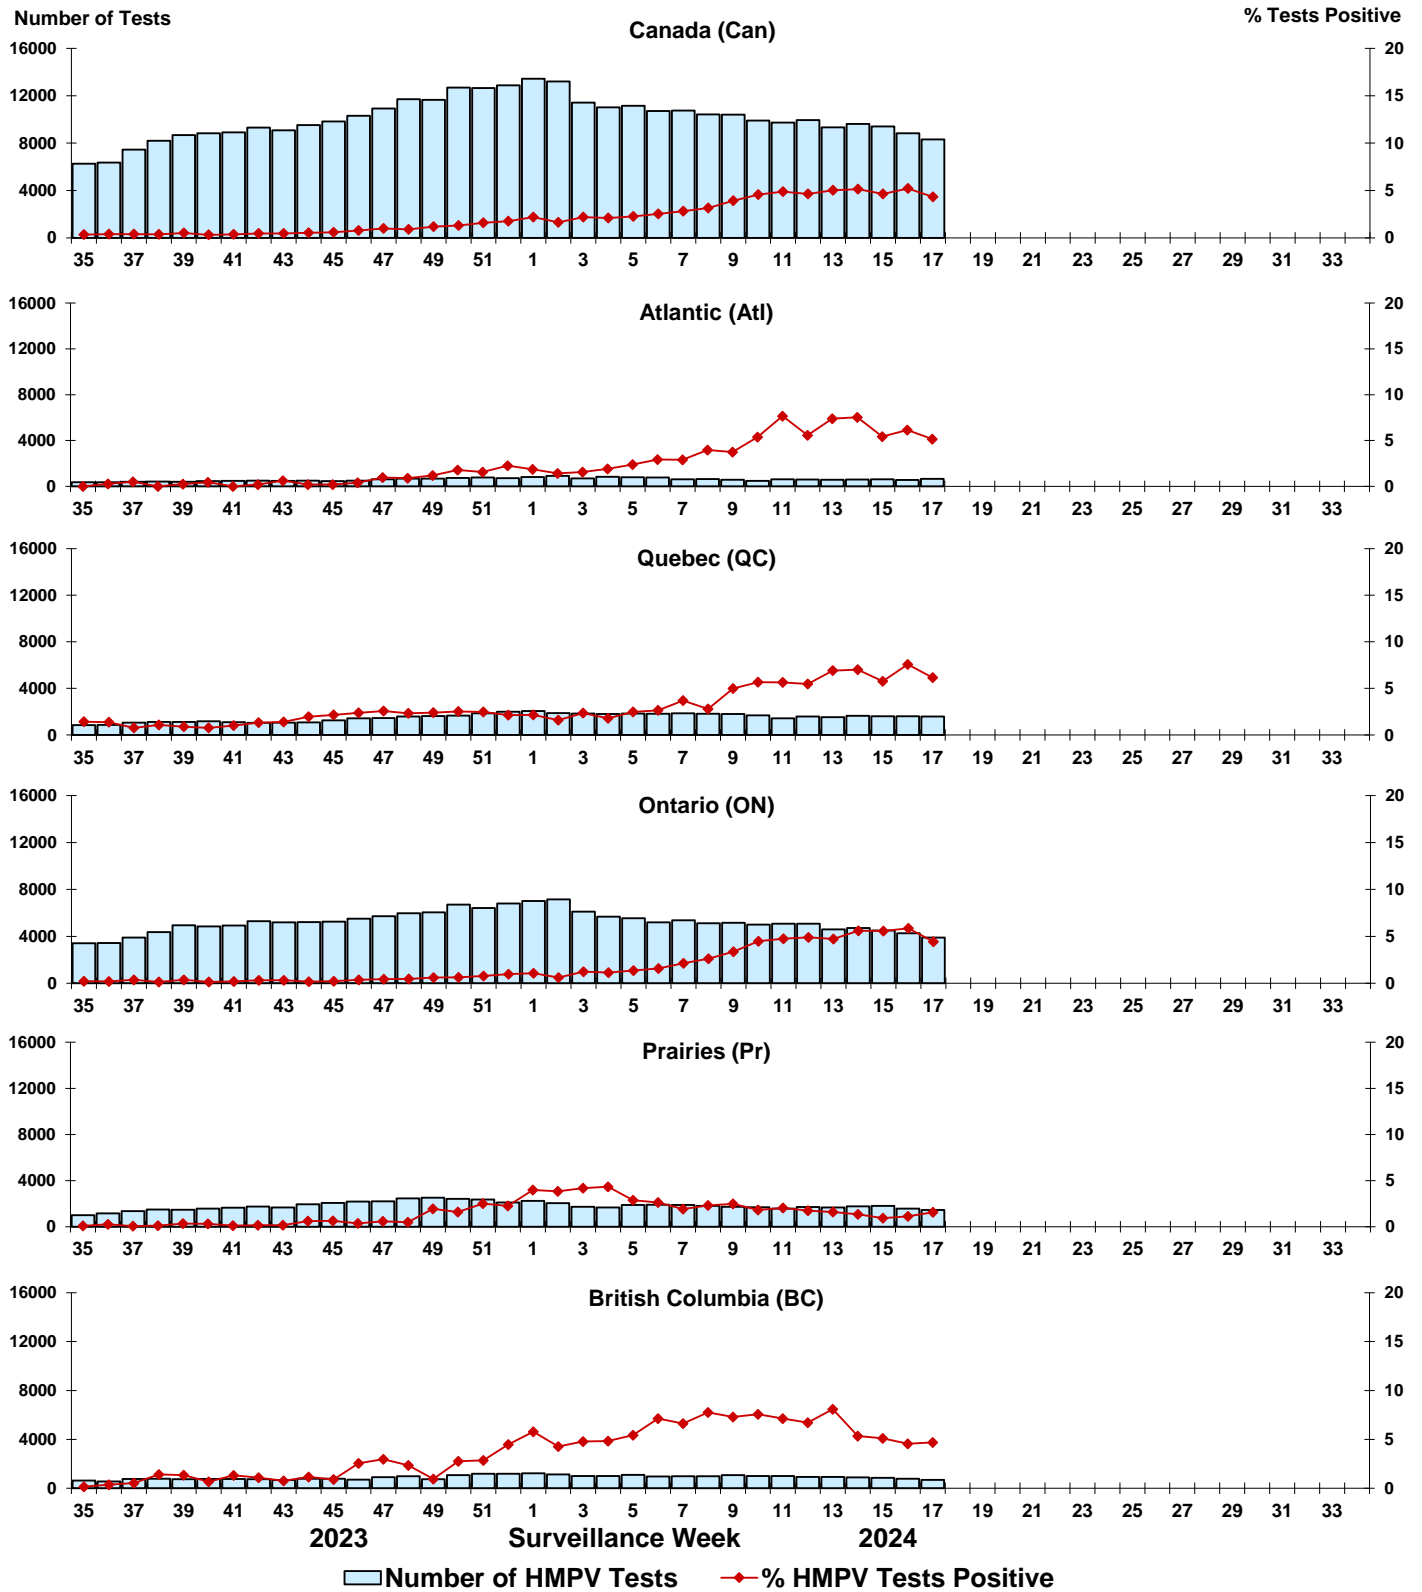 Number of Tests
% Tests Positive
Canada (Can)
16000 20
12000 15
8000 10
4000 5
0 0
35 37 39 41 43 45 47 49 51 1 3 5 7 9 11 13 15 17 19 21 23 25 27 29 31 33
Atlantic (Atl)
16000 20
12000 15
8000 10
4000 5
0 0
35 37 39 41 43 45 47 49 51 1 3 5 7 9 11 13 15 17 19 21 23 25 27 29 31 33
Quebec (QC)
16000 20
12000 15
8000 10
4000 5
0 0
35 37 39 41 43 45 47 49 51 1 3 5 7 9 11 13 15 17 19 21 23 25 27 29 31 33
Ontario (ON)
16000 20
12000 15
8000 10
4000 5
0 0
35 37 39 41 43 45 47 49 51 1 3 5 7 9 11 13 15 17 19 21 23 25 27 29 31 33
Prairies (Pr)
16000 20
12000 15
8000 10
4000 5
0 0
35 37 39 41 43 45 47 49 51 1 3 5 7 9 11 13 15 17 19 21 23 25 27 29 31 33
British Columbia (BC)
16000 20
12000 15
8000 10
4000 5
0 0
35 37 39 41 43 45 47 49 51 1 3 5 7 9 11 13 15 17 19 21 23 25 27 29 31 33
2023 Surveillance Week 2024
Number of HMPV Tests % HMPV Tests Positive